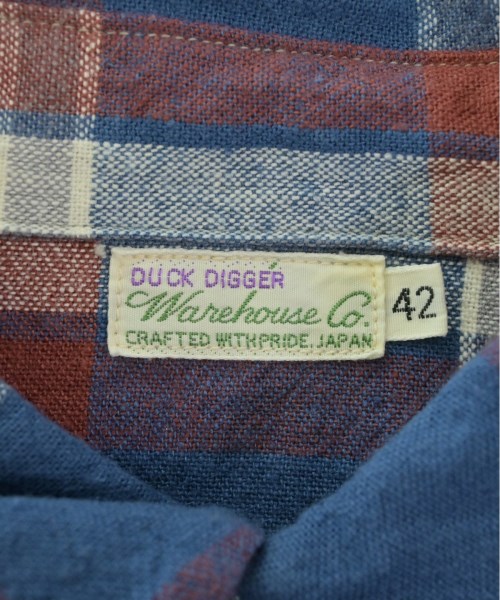 DUCK DIGGER
Warehouse Co.
CRAFTED WITH PRIDE. JAPAN
42